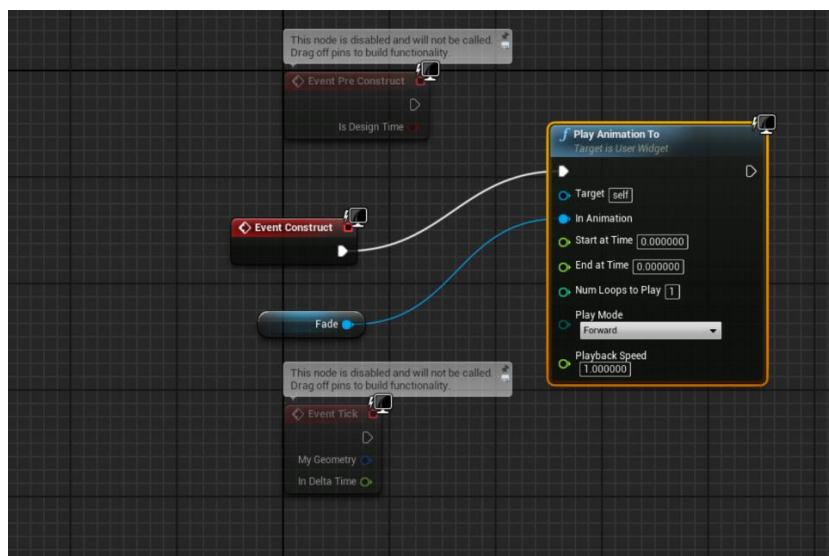 This node is disabled and will not be called.
Drag off pins to build functionality.
Event Pre Construct
Is Design Time
Event Construct
Fade
Play Animation To
Target is User Widget
Target self
In Animation
Start at Time 0.000000
End at Time 0.000000
Num Loops to Play 1
Play Mode
Forward
Playback Speed
1.000000
This node is disabled and will not be called.
Drag off pins to build functionality.
Event Tick
My Geometry
In Delta Time